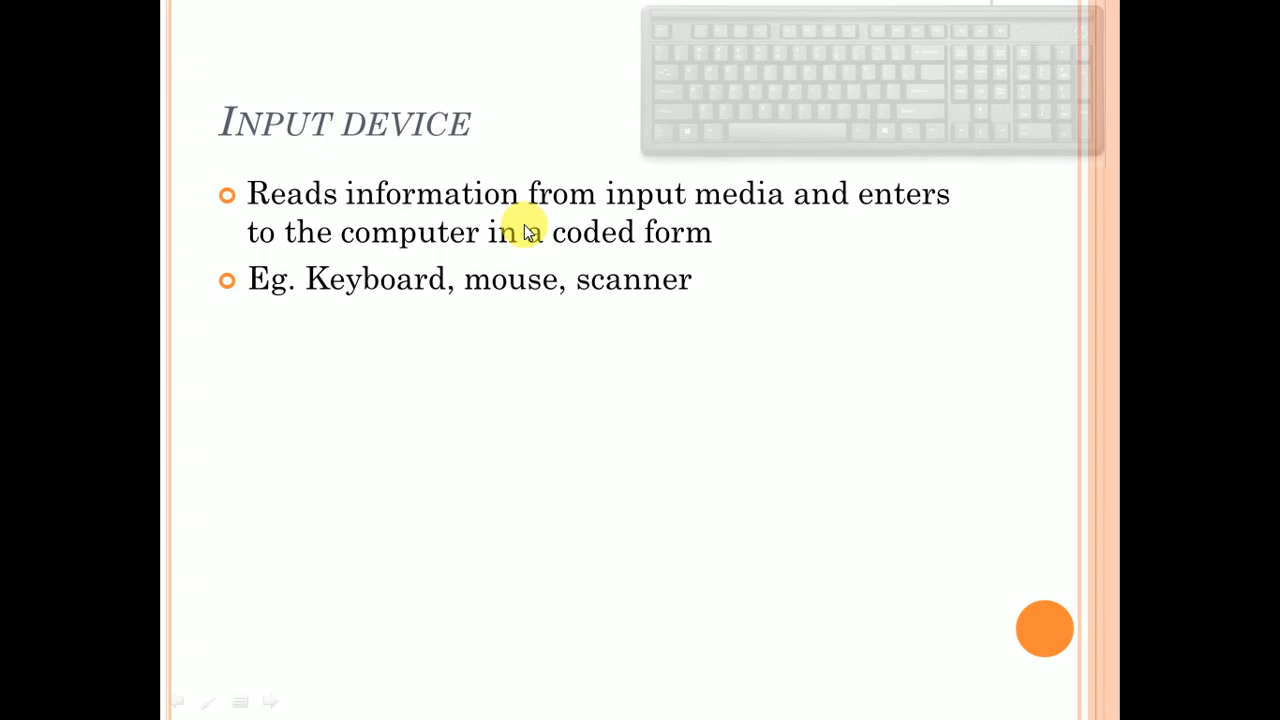 INPUT DEVICE
Reads information from input media and enters
to the computer in a coded form
Eg. Keyboard, mouse, scanner